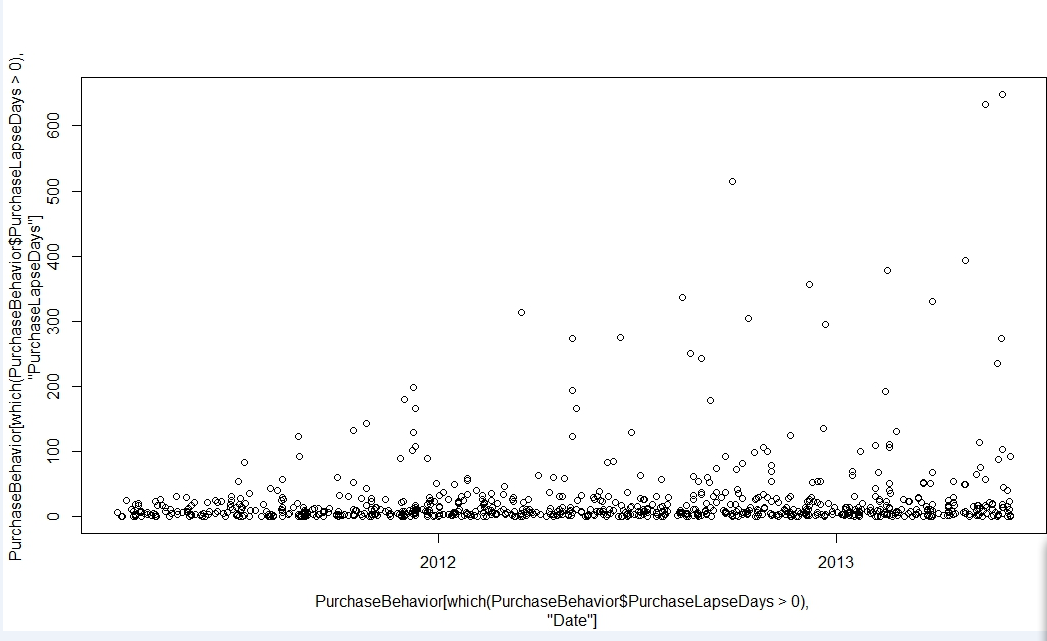 PurchaseBehavior[which(PurchaseBehavior$PurchaseLapseDays > 0),
"PurchaseLapseDays"]
600
500
400
300
200
100
0
2012
2013
PurchaseBehavior[which(PurchaseBehavior$PurchaseLapseDays > 0),
"Date"]